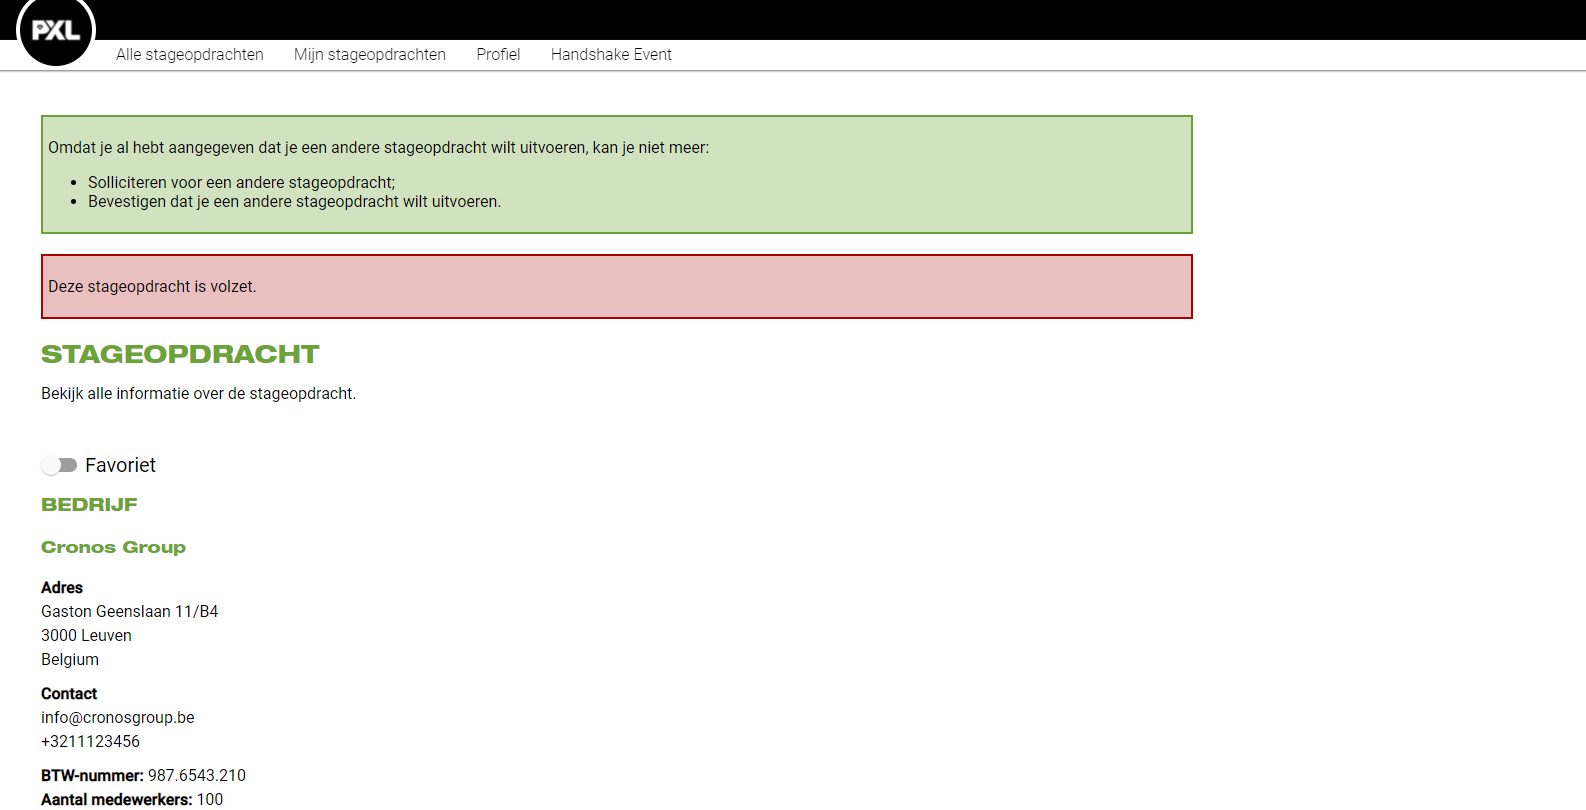 PXL
Alle stageopdrachten Mijn stageopdrachten Profiel Handshake Event
Omdat je al hebt aangegeven dat je een andere stageopdracht wilt uitvoeren, kan je niet meer:
• Solliciteren voor een andere stageopdracht;
• Bevestigen dat je een andere stageopdracht wilt uitvoeren.
Deze stageopdracht is volzet.
STAGEOPDRACHT
Bekijk alle informatie over de stageopdracht.
Favoriet
BEDRIJF
Cronos Group
Adres
Gaston Geenslaan 11/B4
3000 Leuven
Belgium
Contact
info@cronosgroup.be
+3211123456
BTW-nummer: 987.6543.210
Aantal medewerkers: 100